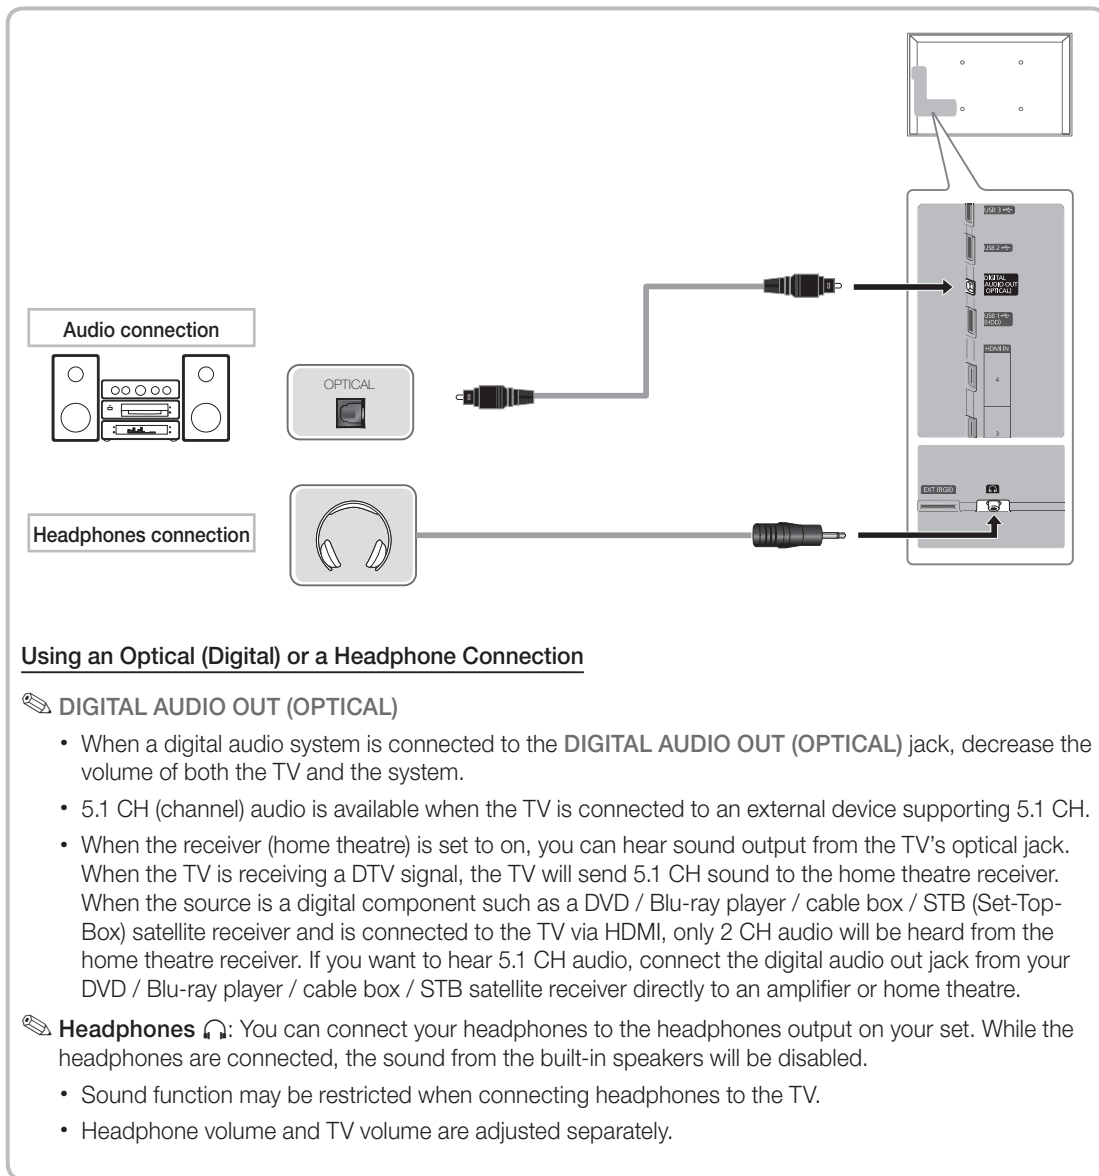 USB 3
USB 2
DIGITAL
AUDIO OUT
(OPTICAL)
USB 1
(HDD)
HDMI IN
4
3
Audio connection
OPTICAL
EXT (RGB)
Headphones connection
Using an Optical (Digital) or a Headphone Connection
DIGITAL AUDIO OUT (OPTICAL)
• When a digital audio system is connected to the DIGITAL AUDIO OUT (OPTICAL) jack, decrease the
volume of both the TV and the system.
• 5.1 CH (channel) audio is available when the TV is connected to an external device supporting 5.1 CH.
• When the receiver (home theatre) is set to on, you can hear sound output from the TV’s optical jack.
When the TV is receiving a DTV signal, the TV will send 5.1 CH sound to the home theatre receiver.
When the source is a digital component such as a DVD / Blu-ray player / cable box / STB (Set-Top-
Box) satellite receiver and is connected to the TV via HDMI, only 2 CH audio will be heard from the
home theatre receiver. If you want to hear 5.1 CH audio, connect the digital audio out jack from your
DVD / Blu-ray player / cable box / STB satellite receiver directly to an amplifier or home theatre.
Headphones : You can connect your headphones to the headphones output on your set. While the
headphones are connected, the sound from the built-in speakers will be disabled.
• Sound function may be restricted when connecting headphones to the TV.
• Headphone volume and TV volume are adjusted separately.